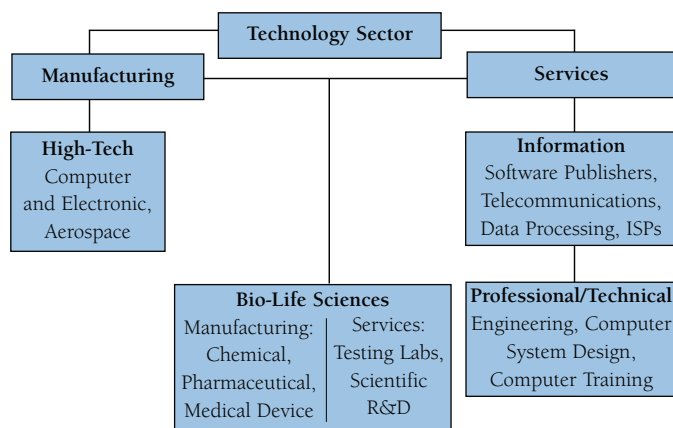 Technology Sector
Manufacturing
Services
High-Tech
Computer
and Electronic,
Aerospace
Information
Software Publishers,
Telecommunications,
Data Processing, ISPs
Bio-Life Sciences
Manufacturing:
Chemical,
Pharmaceutical,
Medical Device
Services:
Testing Labs,
Scientific
R&D
Professional/Technical
Engineering, Computer
System Design,
Computer Training